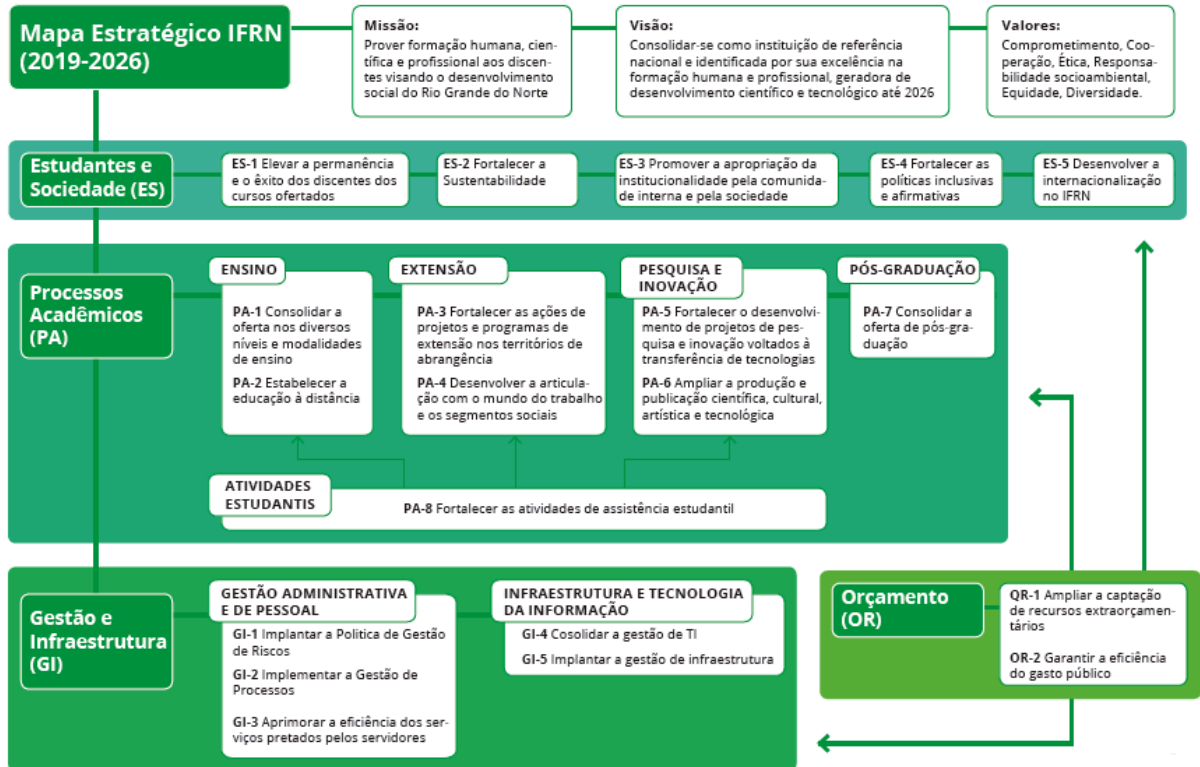 Mapa Estratégico IFRN
(2019-2026)
Missão:
Prover formação humana, cien-
tífica e profissional aos discen-
tes visando o desenvolvimento
social do Rio Grande do Norte
Visão:
Consolidar-se como instituição de referência
nacional e identificada por sua excelência na
formação humana e profissional, geradora de
desenvolvimento científico e tecnológico até 2026
Valores:
Comprometimento, Coo-
peração, Ética, Responsa-
bilidade socioambiental,
Equidade, Diversidade.
Estudantes e
Sociedade (ES)
ES-1 Elevar a permanência
e o êxito dos discentes dos
cursos ofertados
ES-2 Fortalecer a
Sustentabilidade
ES-3 Promover a apropriação da
institucionalidade pela comunida-
de interna e pela sociedade
ES-4 Fortalecer as
políticas inclusivas
e afirmativas
ES-5 Desenvolver a
internacionalização
no IFRN
Processos
Acadêmicos
(PA)
ENSINO
PA-1 Consolidar a
oferta nos diversos
níveis e modalidades
de ensino
PA-2 Estabelecer a
educação à distância
EXTENSÃO
PA-3 Fortalecer as ações de
projetos e programas de
extensão nos territórios de
abrangência
PA-4 Desenvolver a articula-
ção com o mundo do trabalho
e os segmentos sociais
PESQUISA E
INOVAÇÃO
PA-5 Fortalecer o desenvolvi-
mento de projetos de pes-
quisa e inovação voltados à
transferência de tecnologias
PA-6 Ampliar a produção e
publicação científica, cultural,
artística e tecnológica
PÓS-GRADUAÇÃO
PA-7 Consolidar a
oferta de pós-gra-
duação
ATIVIDADES
ESTUDANTIS
PA-8 Fortalecer as atividades de assistência estudantil
Gestão e
Infraestrutura
(GI)
GESTÃO ADMINISTRATIVA
E DE PESSOAL
GI-1 Implantar a Politica de Gestão
de Riscos
GI-2 Implementar a Gestão de
Processos
GI-3 Aprimorar a eficiência dos ser-
viços pretados pelos servidores
INFRAESTRUTURA E TECNOLOGIA
DA INFORMAÇÃO
GI-4 Cosolidar a gestão de TI
GI-5 Implantar a gestão de infraestrutura
Orçamento
(OR)
QR-1 Ampliar a captação
de recursos extraorçamen-
tários
OR-2 Garantir a eficiência
do gasto público